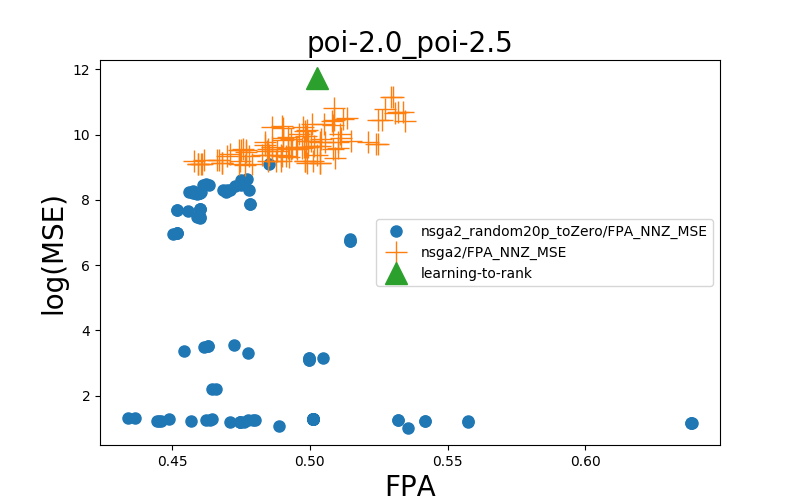 poi-2.0_poi-2.5
12
10
8
6
4
2
log(MSE)
nsga2_random20p_toZero/FPA_NNZ_MSE
nsga2/FPA_NNZ_MSE
learning-to-rank
0.45 0.50 0.55 0.60
FPA